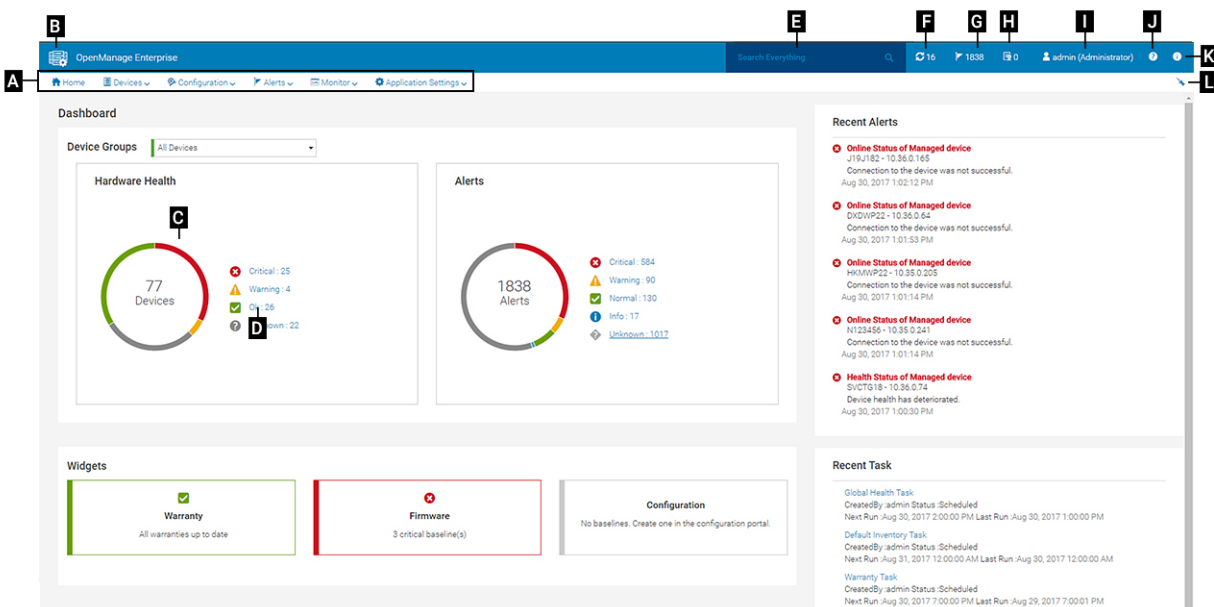 B
E
F
G
H
I
J
OpenManage Enterprise
Search Everything
16
1838
0
admin (Administrator)
K
A
Home
Devices
Configuration
Alerts
Monitor
Application Settings
L
Dashboard
Device Groups
All Devices
Hardware Health
C
77
Devices
Critical : 25
Warning : 4
Ok : 26
D
: 22
Alerts
1838
Alerts
Critical : 584
Warning : 90
Normal : 130
Info : 17
Unknown : 1017
Widgets
Warranty
All warranties up to date
Firmware
3 critical baseline(s)
Configuration
No baselines. Create one in the configuration portal.
Recent Alerts
Online Status of Managed device
J19J182 - 10.36.0.165
Connection to the device was not successful.
Aug 30, 2017 1:02:12 PM
Online Status of Managed device
DXDWP22 - 10.36.0.64
Connection to the device was not successful.
Aug 30, 2017 1:01:53 PM
Online Status of Managed device
HKMWP22 - 10.35.0.205
Connection to the device was not successful.
Aug 30, 2017 1:01:14 PM
Online Status of Managed device
N123456 - 10.35.0.241
Connection to the device was not successful.
Aug 30, 2017 1:01:14 PM
Health Status of Managed device
SVCTG18 - 10.36.0.74
Device health has deteriorated.
Aug 30, 2017 1:00:30 PM
Recent Task
Global Health Task
CreatedBy :admin Status :Scheduled
Next Run :Aug 30, 2017 2:00:00 PM Last Run :Aug 30, 2017 1:00:00 PM
Default Inventory Task
CreatedBy :admin Status :Scheduled
Next Run :Aug 31, 2017 12:00:00 AM Last Run :Aug 30, 2017 12:00:00 AM
Warranty Task
CreatedBy :admin Status :Scheduled
Next Run :Aug 30, 2017 7:00:00 PM Last Run :Aug 29, 2017 7:00:01 PM